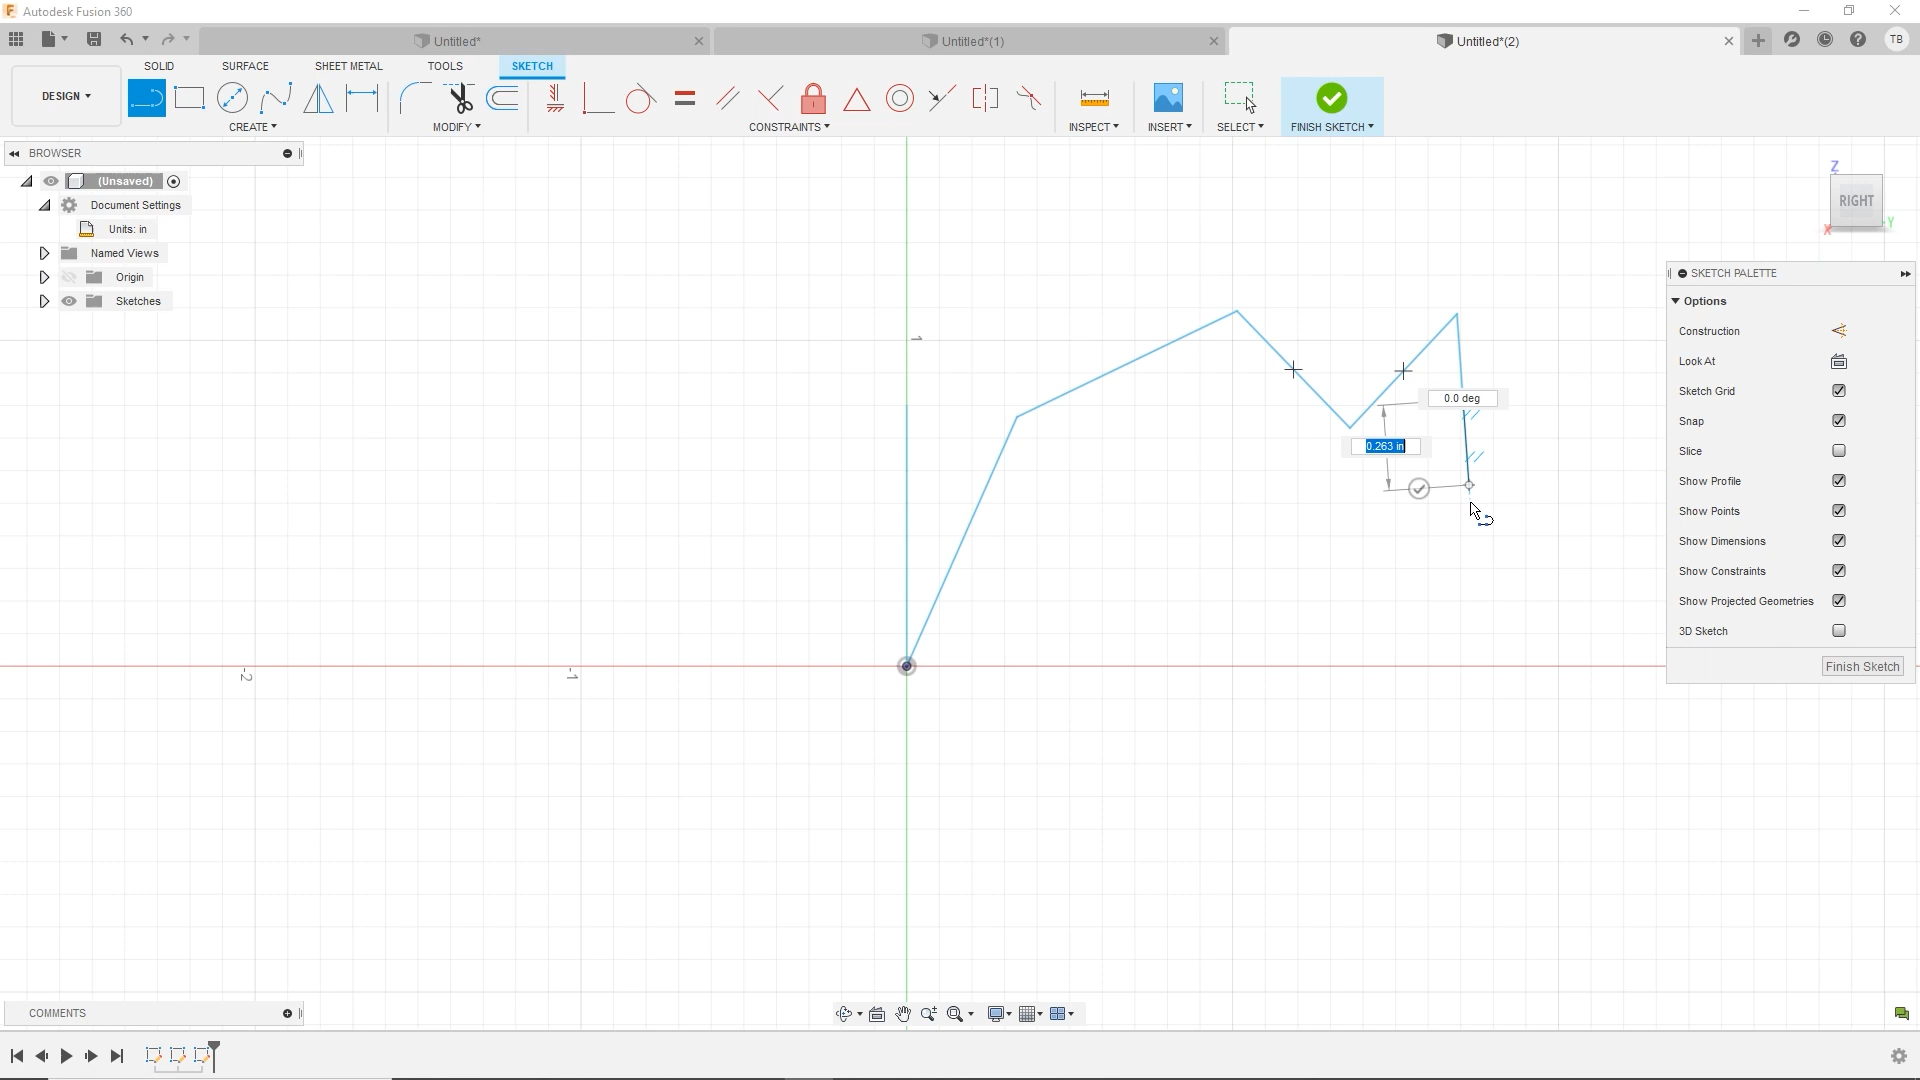 Autodesk Fusion 360
Untitled*
Untitled*(1)
Untitled*(2)
TB
SOLID
SURFACE
SHEET METAL
TOOLS
SKETCH
DESIGN
CREATE
MODIFY
CONSTRAINTS
INSPECT
INSERT
SELECT
FINISH SKETCH
BROWSER
(Unsaved)
Document Settings
Units: in
Named Views
Origin
Sketches
Z
RIGHT
X
Y
1
-2
-1
0.0 deg
0.263 in
SKETCH PALETTE
Options
Construction
Look At
Sketch Grid
Snap
Slice
Show Profile
Show Points
Show Dimensions
Show Constraints
Show Projected Geometries
3D Sketch
Finish Sketch
COMMENTS